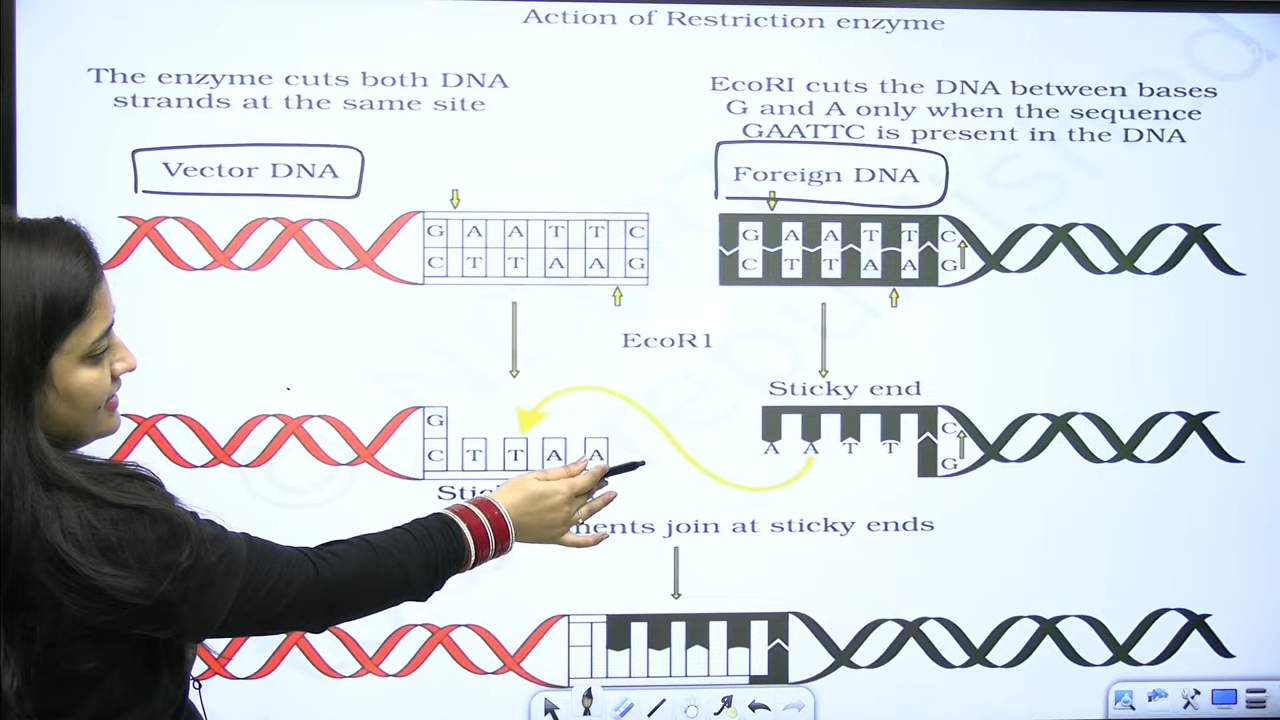 Action of Restriction enzyme
The enzyme cuts both DNA
strands at the same site
EcoRI cuts the DNA between bases
G and A only when the sequence
GAATTC is present in the DNA
Vector DNA
Foreign DNA
G A A T T C
C T T A A G
G A A T T C
C T T A A G
EcoR1
Sticky end
G
C T T A A
C
A A T T
G
join at sticky ends